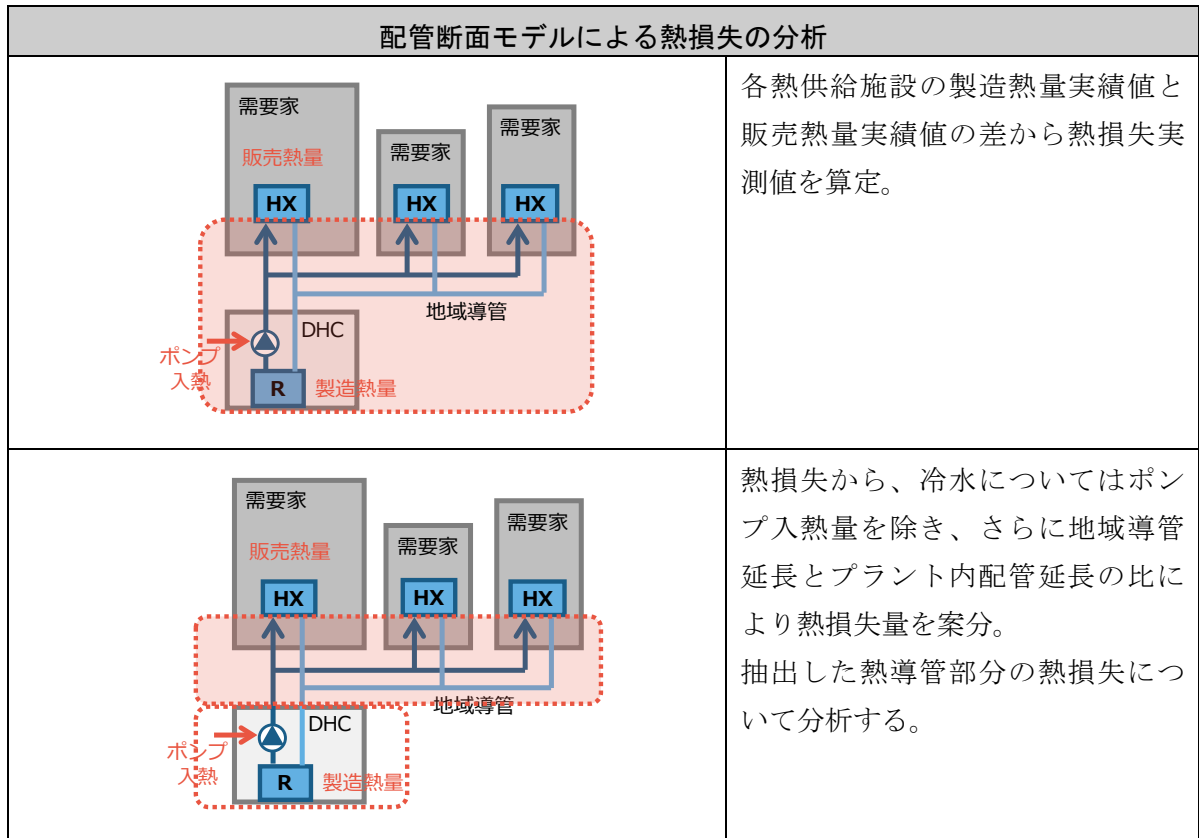 配管断面モデルによる熱損失の分析
需要家
販売熱量
HX
需要家
HX
需要家
HX
地域導管
DHC
ポンプ
入熱
R
製造熱量
各熱供給施設の製造熱量実績値と
販売熱量実績値の差から熱損失実
測値を算定。
需要家
販売熱量
HX
需要家
HX
需要家
HX
地域導管
DHC
ポンプ
入熱
R
製造熱量
熱損失から、冷水についてはポン
プ入熱量を除き、さらに地域導管
延長とプラント内配管延長の比に
より熱損失量を案分。
抽出した熱導管部分の熱損失につ
いて分析する。